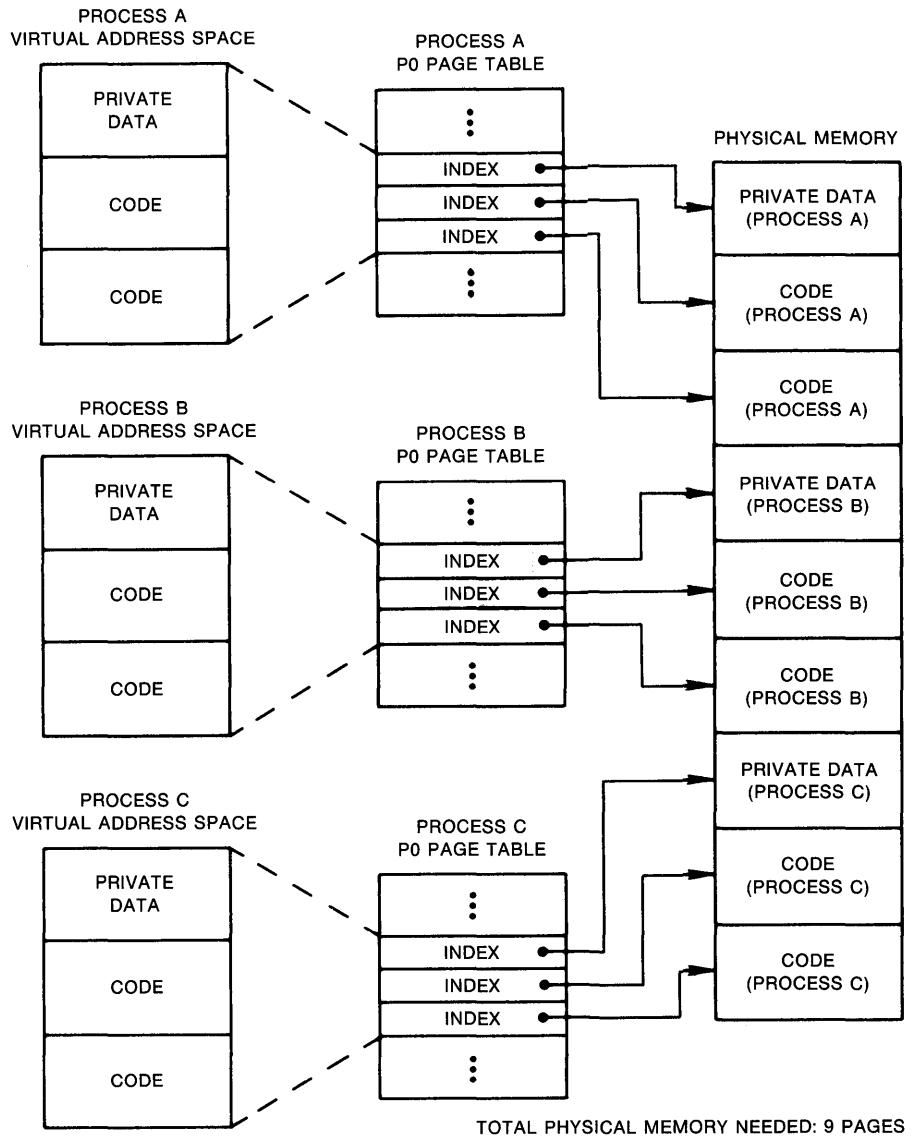 PROCESS A
VIRTUAL ADDRESS SPACE
PRIVATE
DATA
CODE
CODE
PROCESS A
P0 PAGE TABLE
INDEX
INDEX
INDEX
PHYSICAL MEMORY
PRIVATE DATA
(PROCESS A)
CODE
(PROCESS A)
CODE
(PROCESS A)
PRIVATE DATA
(PROCESS B)
CODE
(PROCESS B)
CODE
(PROCESS B)
PRIVATE DATA
(PROCESS C)
CODE
(PROCESS C)
CODE
(PROCESS C)
PROCESS B
VIRTUAL ADDRESS SPACE
PRIVATE
DATA
CODE
CODE
PROCESS B
P0 PAGE TABLE
INDEX
INDEX
INDEX
PROCESS C
VIRTUAL ADDRESS SPACE
PRIVATE
DATA
CODE
CODE
PROCESS C
P0 PAGE TABLE
INDEX
INDEX
INDEX
TOTAL PHYSICAL MEMORY NEEDED: 9 PAGES